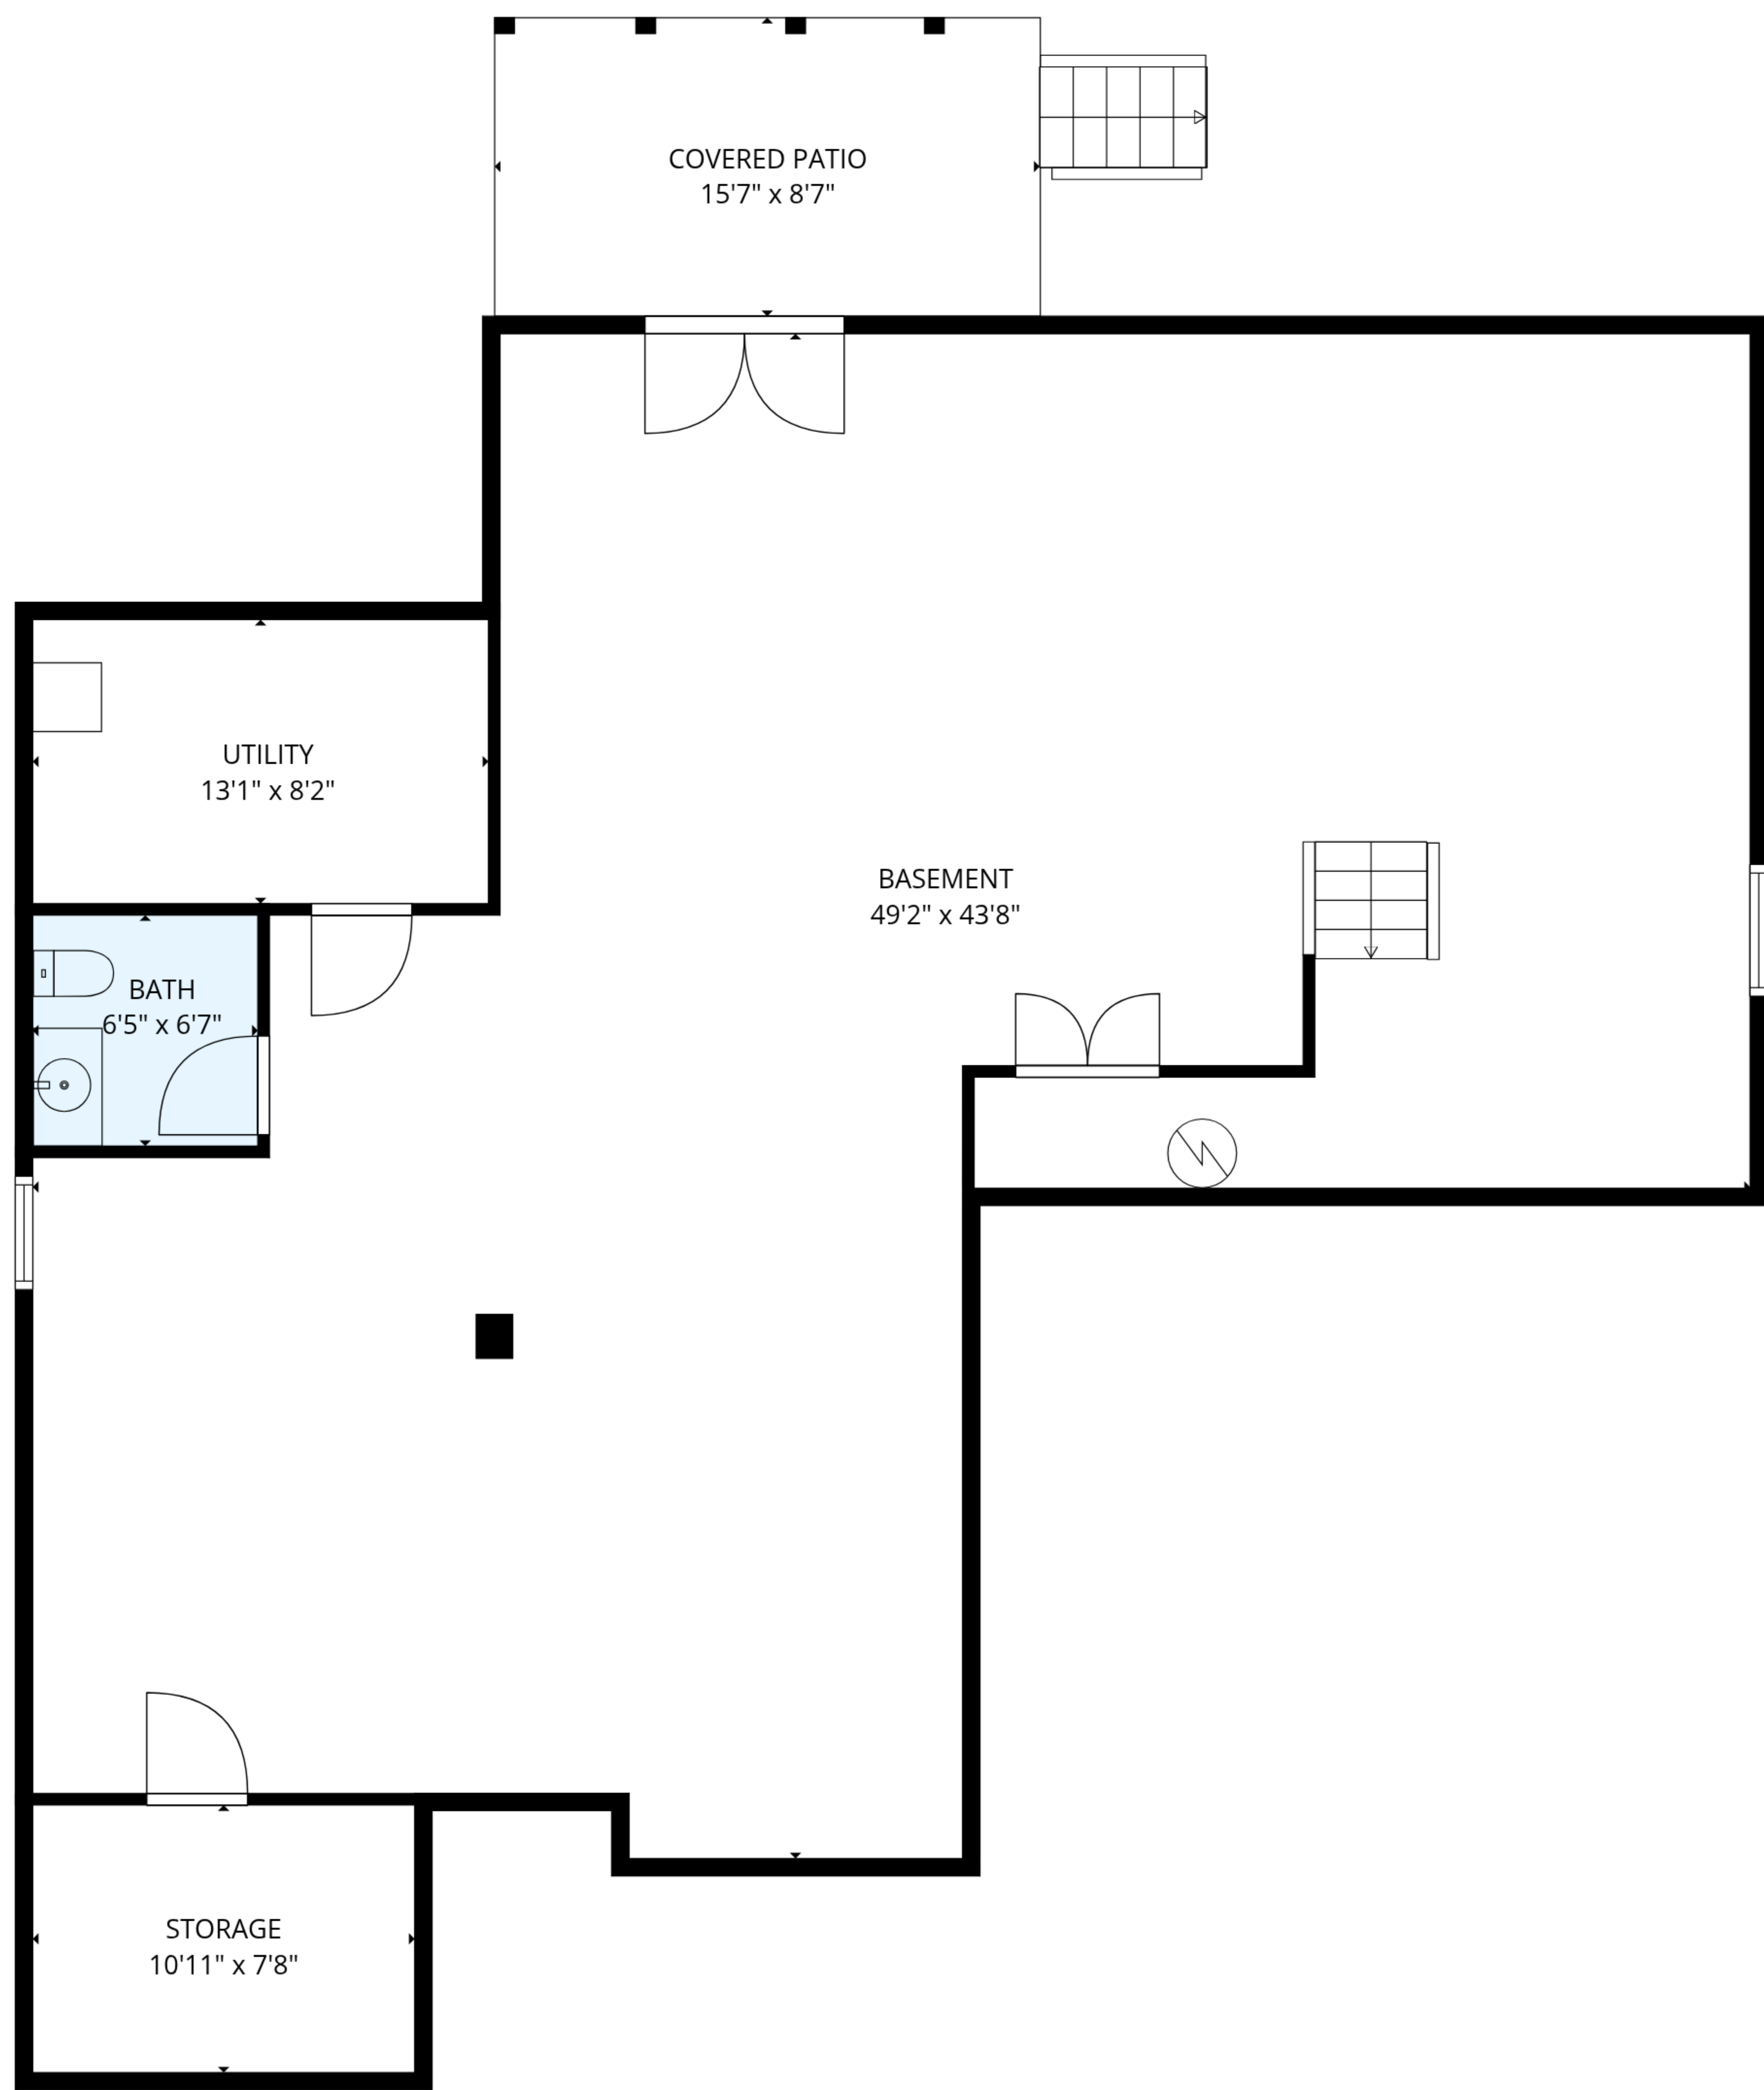 COVERED PATIO
15'7" x 8'7"
UTILITY
13'1" x 8'2"
BASEMENT
49'2" x 43'8"
BATH
6'5" x 6'7"
STORAGE
10'11" x 7'8"